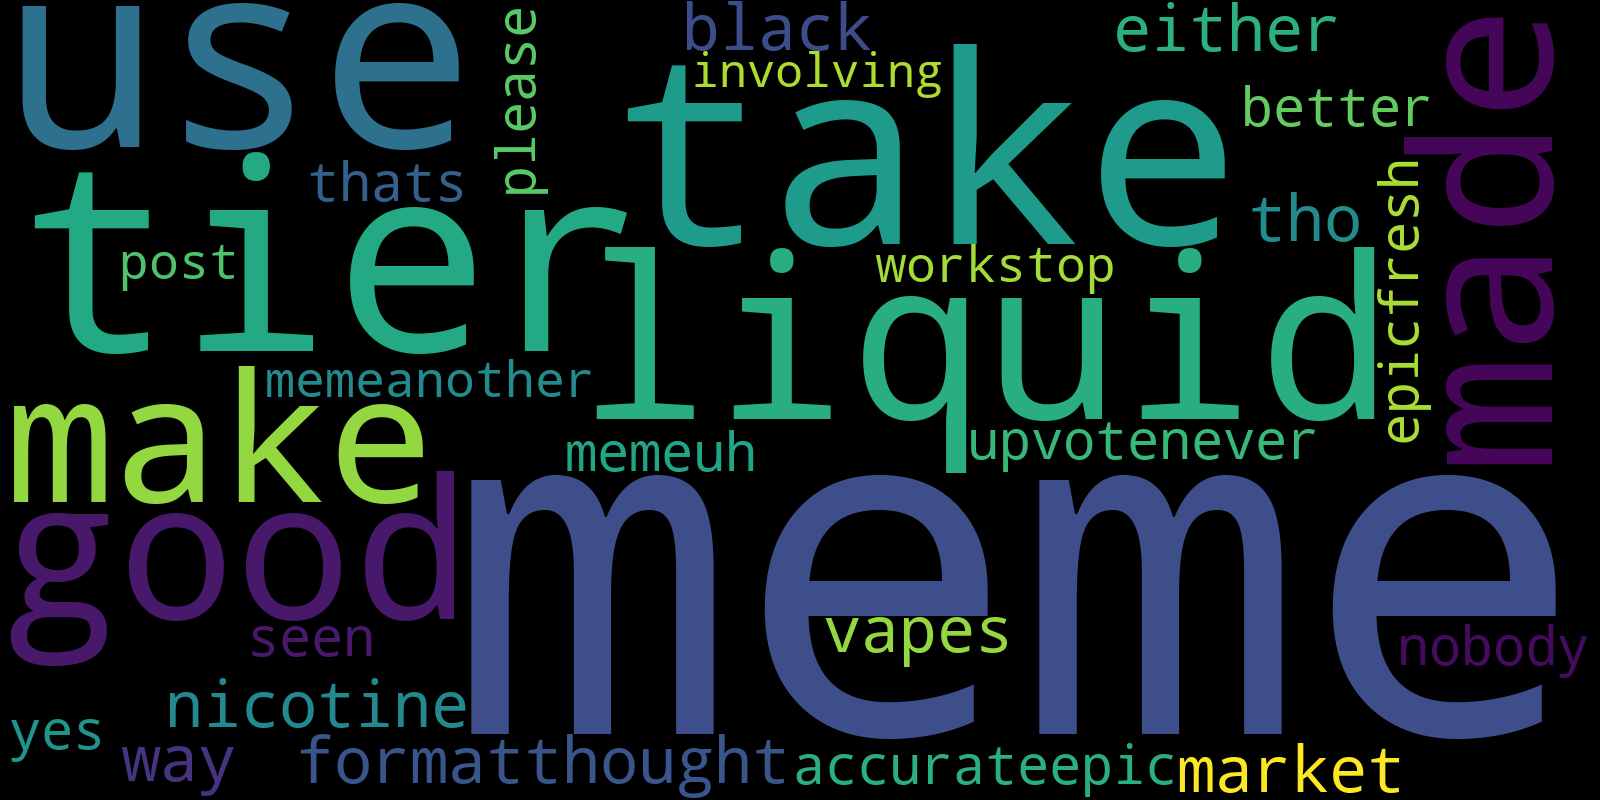 use
please
black
involving
either
take
better
made
thats
tier
post
tho
epicfresh
liquid
workstop
memeanother
make
memeuh
upvotenever
good
meme
seen
vapes
nobody
nicotine
yes
way
formatthought
accurateepic
market